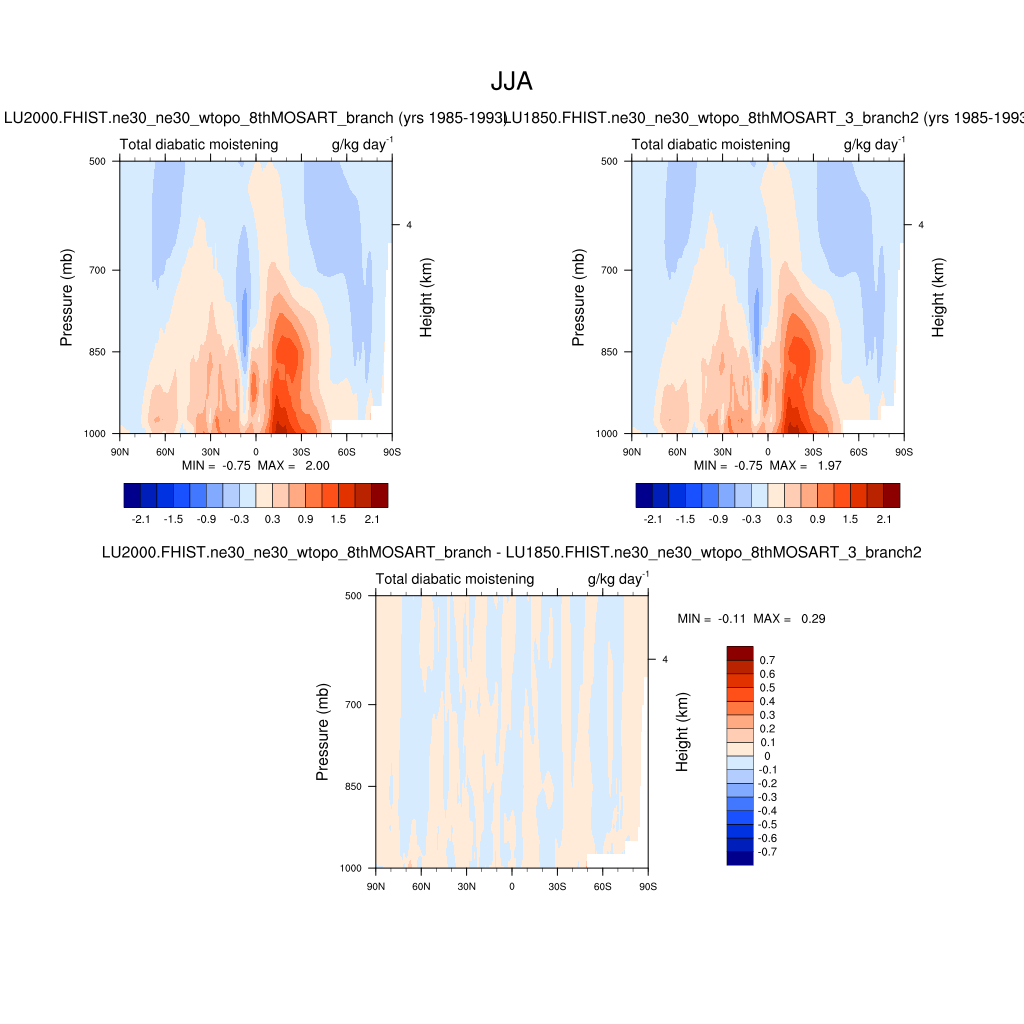 JJA
LU2000.FHIST.ne30_ne30_wtopo_8thMOSART_branch (yrs 1985-1993)
LU1850.FHIST.ne30_ne30_wtopo_8thMOSART_3_branch2 (yrs 1985-1993
Total diabatic moistening g/kg day-1
Total diabatic moistening g/kg day-1
500
700
850
1000
Pressure (mb)
4
Height (km)
90N 60N 30N 0 30S 60S 90S
MIN = -0.75 MAX = 2.00
-2.1 -1.5 -0.9 -0.3 0.3 0.9 1.5 2.1
500
700
850
1000
Pressure (mb)
4
Height (km)
90N 60N 30N 0 30S 60S 90S
MIN = -0.75 MAX = 1.97
-2.1 -1.5 -0.9 -0.3 0.3 0.9 1.5 2.1
LU2000.FHIST.ne30_ne30_wtopo_8thMOSART_branch - LU1850.FHIST.ne30_ne30_wtopo_8thMOSART_3_branch2
Total diabatic moistening g/kg day-1
500
700
850
1000
Pressure (mb)
4
Height (km)
90N 60N 30N 0 30S 60S 90S
MIN = -0.11 MAX = 0.29
0.7
0.6
0.5
0.4
0.3
0.2
0.1
0
-0.1
-0.2
-0.3
-0.4
-0.5
-0.6
-0.7